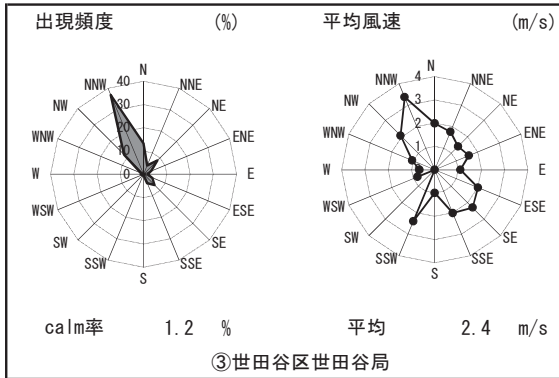 出現頻度 (%)
N
NNE
NE
ENE
E
ESE
SE
SSE
S
SSW
SW
WSW
W
WNW
NW
NNW
40
30
20
10
0
calm率 1.2 %
平均風速 (m/s)
N
NNE
NE
ENE
E
ESE
SE
SSE
S
SSW
SW
WSW
W
WNW
NW
NNW
4
3
2
1
0
平均 2.4 m/s
③世田谷区世田谷局